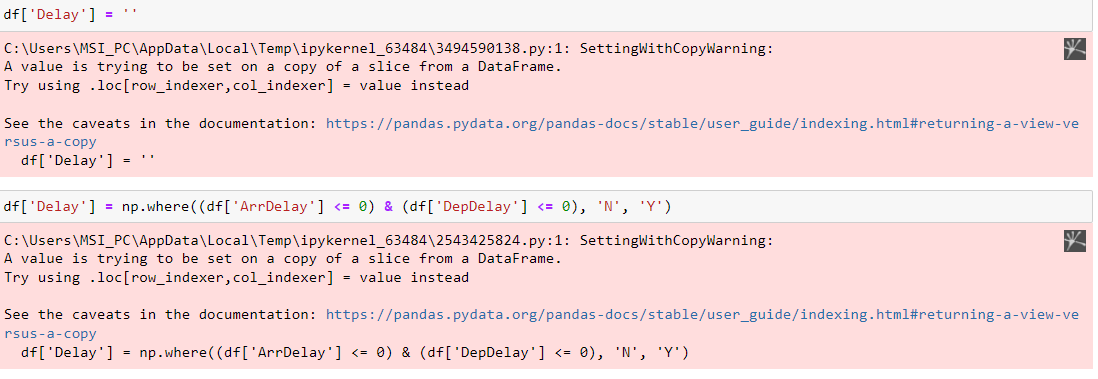 df['Delay'] = ''
C:\Users\MSI_PC\AppData\Local\Temp\ipykernel_63484\3494590138.py:1: SettingWithCopyWarning:
A value is trying to be set on a copy of a slice from a DataFrame.
Try using .loc[row_indexer,col_indexer] = value instead
See the caveats in the documentation: https://pandas.pydata.org/pandas-docs/stable/user_guide/indexing.html#returning-a-view-ve
rsus-a-copy
df['Delay'] = ''
df['Delay'] = np.where((df['ArrDelay'] <= 0) & (df['DepDelay'] <= 0), 'N', 'Y')
C:\Users\MSI_PC\AppData\Local\Temp\ipykernel_63484\2543425824.py:1: SettingWithCopyWarning:
A value is trying to be set on a copy of a slice from a DataFrame.
Try using .loc[row_indexer,col_indexer] = value instead
See the caveats in the documentation: https://pandas.pydata.org/pandas-docs/stable/user_guide/indexing.html#returning-a-view-ve
rsus-a-copy
df['Delay'] = np.where((df['ArrDelay'] <= 0) & (df['DepDelay'] <= 0), 'N', 'Y')